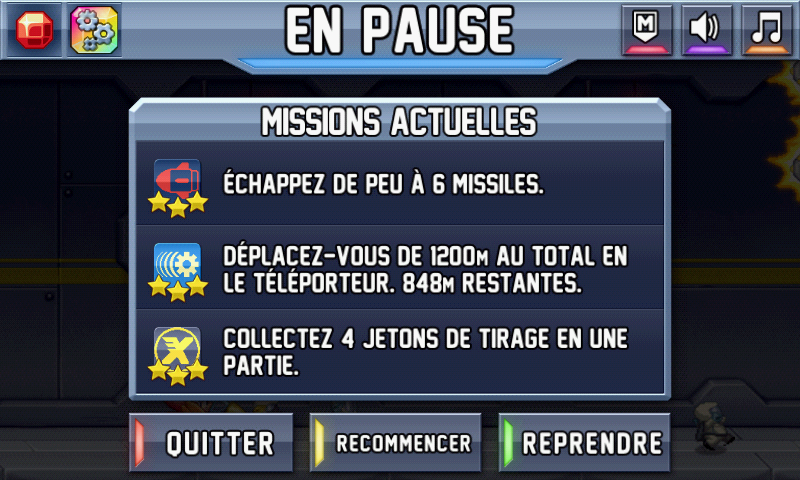 EN PAUSE
M
MISSIONS ACTUELLES
ÉCHAPPEZ DE PEU À 6 MISSILES.
DÉPLACEZ-VOUS DE 1200M AU TOTAL EN
LE TÉLÉPORTEUR. 848M RESTANTES.
COLLECTEZ 4 JETONS DE TIRAGE EN UNE
PARTIE.
QUITTER
RECOMMENCER
REPRENDRE